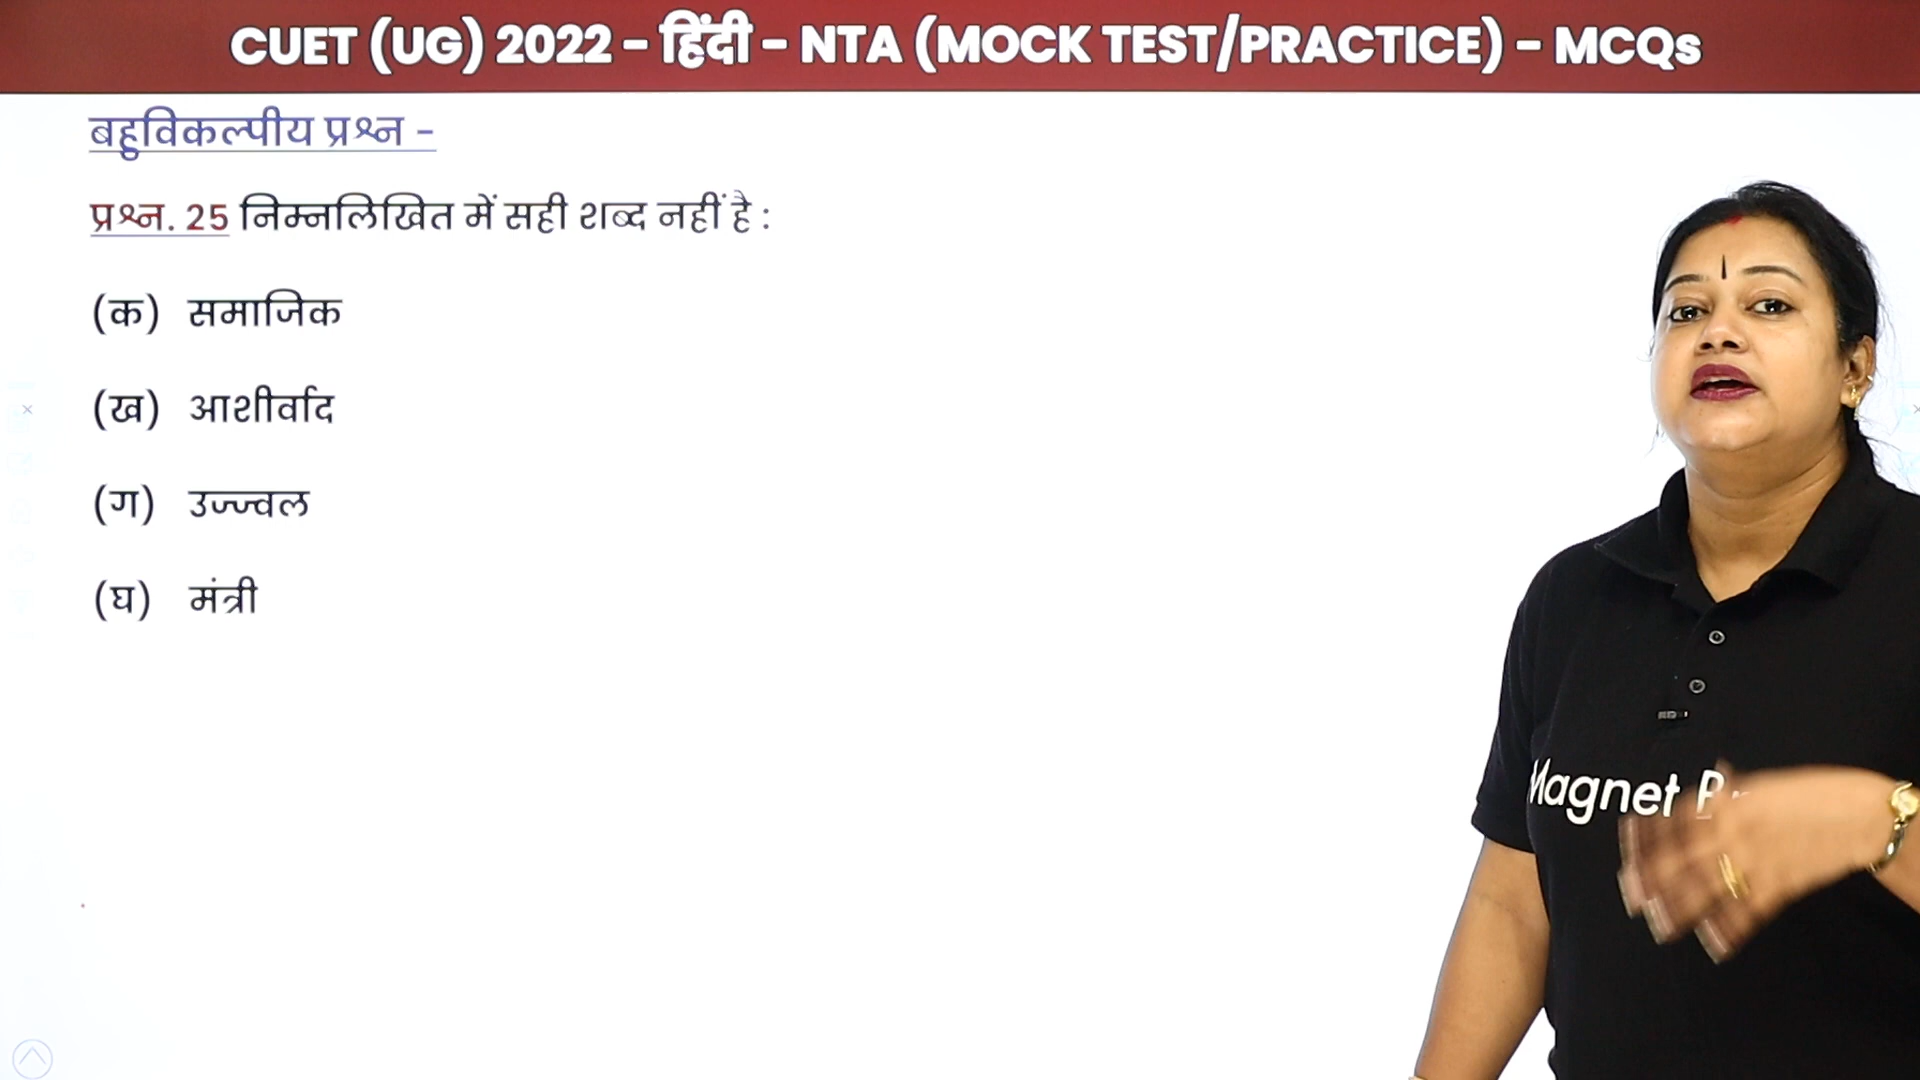 CUET (UG) 2022 – हिंदी – NTA (MOCK TEST/PRACTICE) – MCQs
बहुविकल्पीय प्रश्न –
प्रश्न. 25 निम्नलिखित में सही शब्द नहीं है :
(क) समाजिक
(ख) आशीर्वाद
(ग) उज्ज्वल
(घ) मंत्री
Magnet